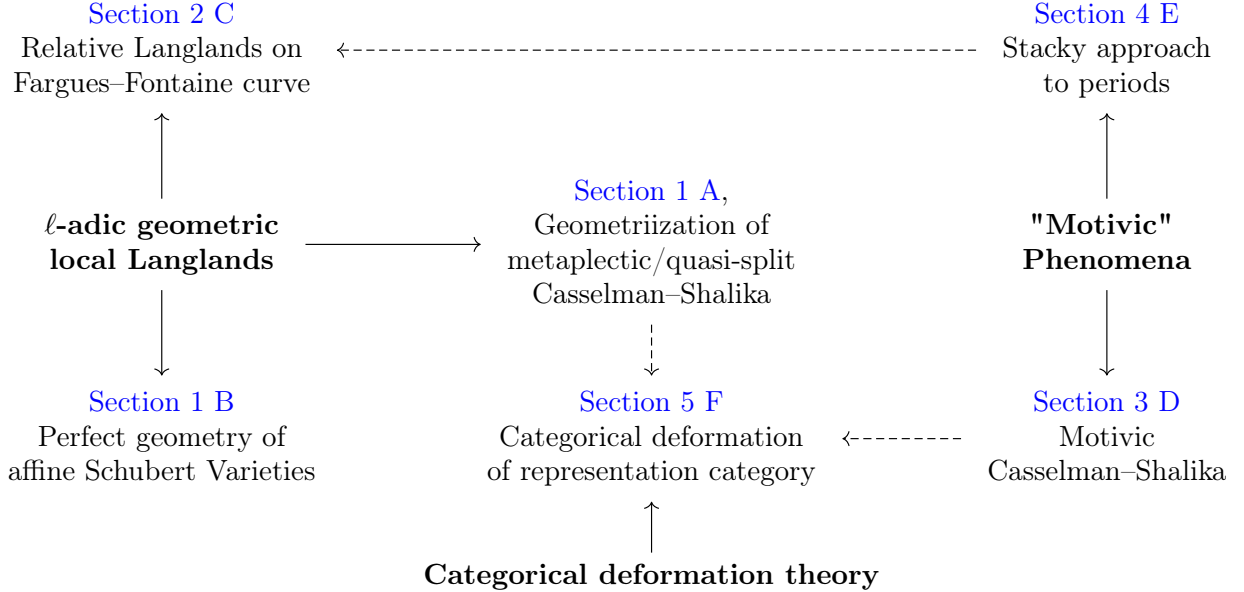 Section 2 C
Relative Langlands on
Fargues–Fontaine curve
Section 4 E
Stacky approach
to periods
ℓ-adic geometric
local Langlands
Section 1 A,
Geometriization of
metaplectic/quasi-split
Casselman–Shalika
"Motivic"
Phenomena
Section 1 B
Perfect geometry of
affine Schubert Varieties
Section 5 F
Categorical deformation
of representation category
Section 3 D
Motivic
Casselman–Shalika
Categorical deformation theory